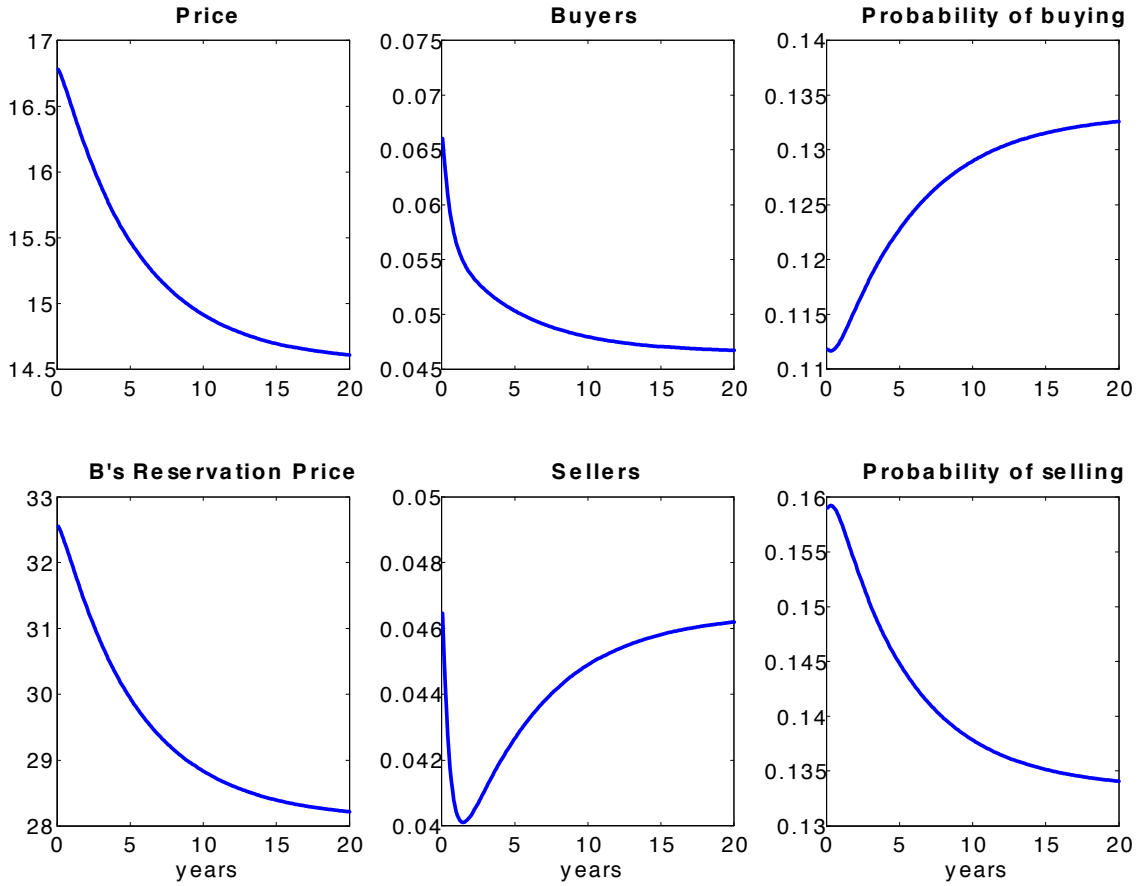 Price
17
16.5
16
15.5
15
14.5
0 5 10 15 20
Buyers
0.075
0.07
0.065
0.06
0.055
0.05
0.045
0 5 10 15 20
Probability of buying
0.14
0.135
0.13
0.125
0.12
0.115
0.11
0 5 10 15 20
B's Reservation Price
33
32
31
30
29
28
0 5 10 15 20
years
Sellers
0.05
0.048
0.046
0.044
0.042
0.04
0 5 10 15 20
years
Probability of selling
0.16
0.155
0.15
0.145
0.14
0.135
0.13
0 5 10 15 20
years